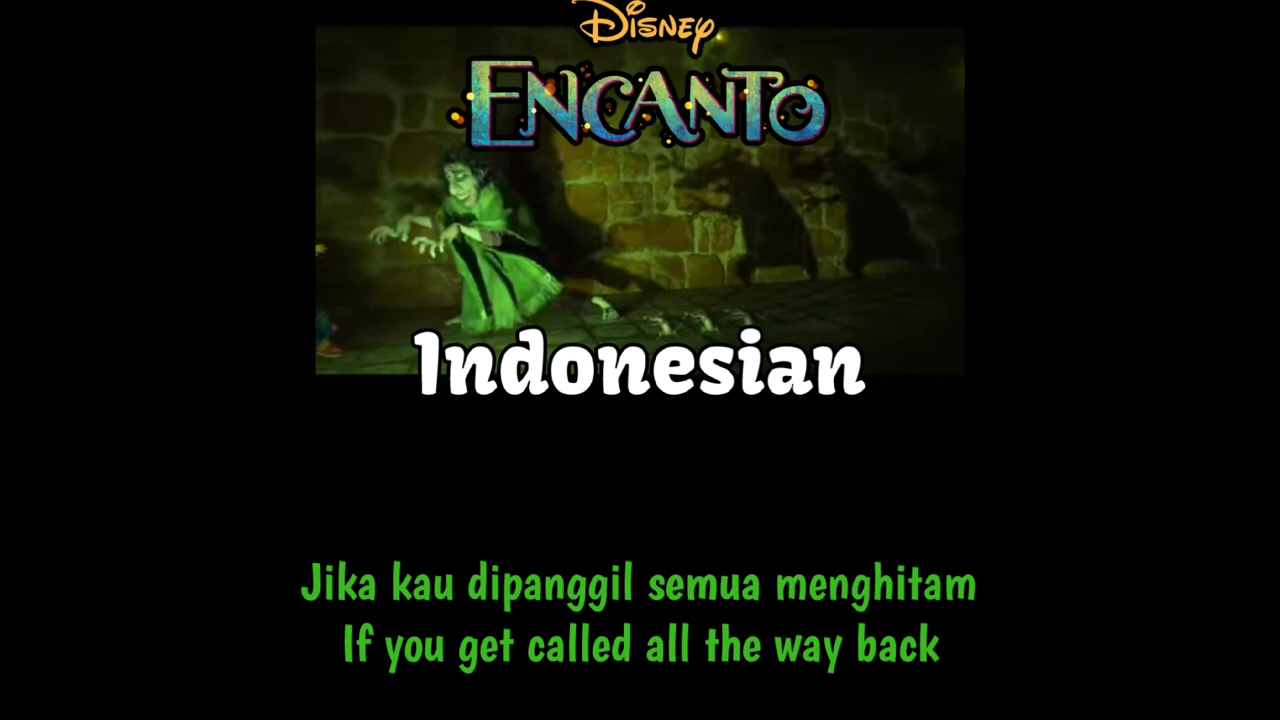 Disney
ENCANTO
Indonesian
Jika kau dipanggil semua menghitam
If you get called all the way back